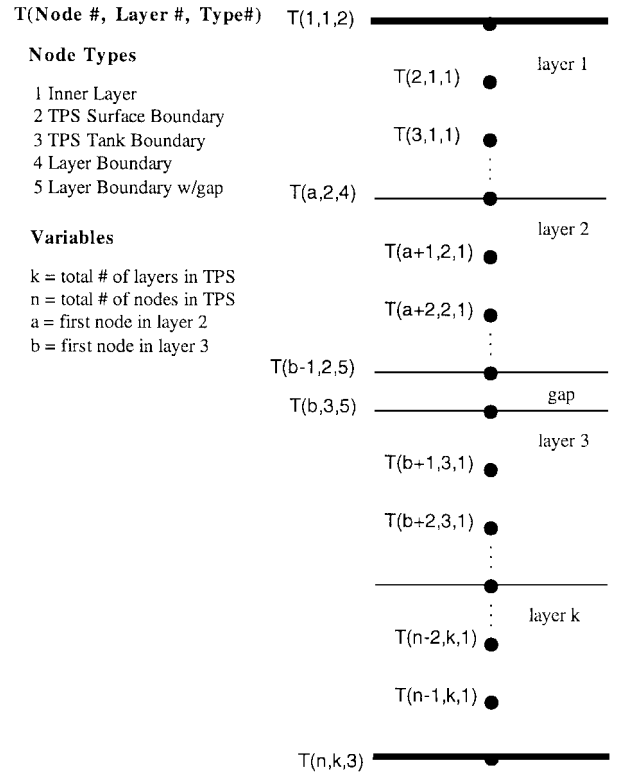 T(Node #, Layer #, Type#)
Node Types
1 Inner Layer
2 TPS Surface Boundary
3 TPS Tank Boundary
4 Layer Boundary
5 Layer Boundary w/gap
Variables
k = total # of layers in TPS
n = total # of nodes in TPS
a = first node in layer 2
b = first node in layer 3
T(1,1,2)
layer 1
T(2,1,1)
T(3,1,1)
T(a,2,4)
layer 2
T(a+1,2,1)
T(a+2,2,1)
T(b-1,2,5)
gap
T(b,3,5)
layer 3
T(b+1,3,1)
T(b+2,3,1)
layer k
T(n-2,k,1)
T(n-1,k,1)
T(n,k,3)